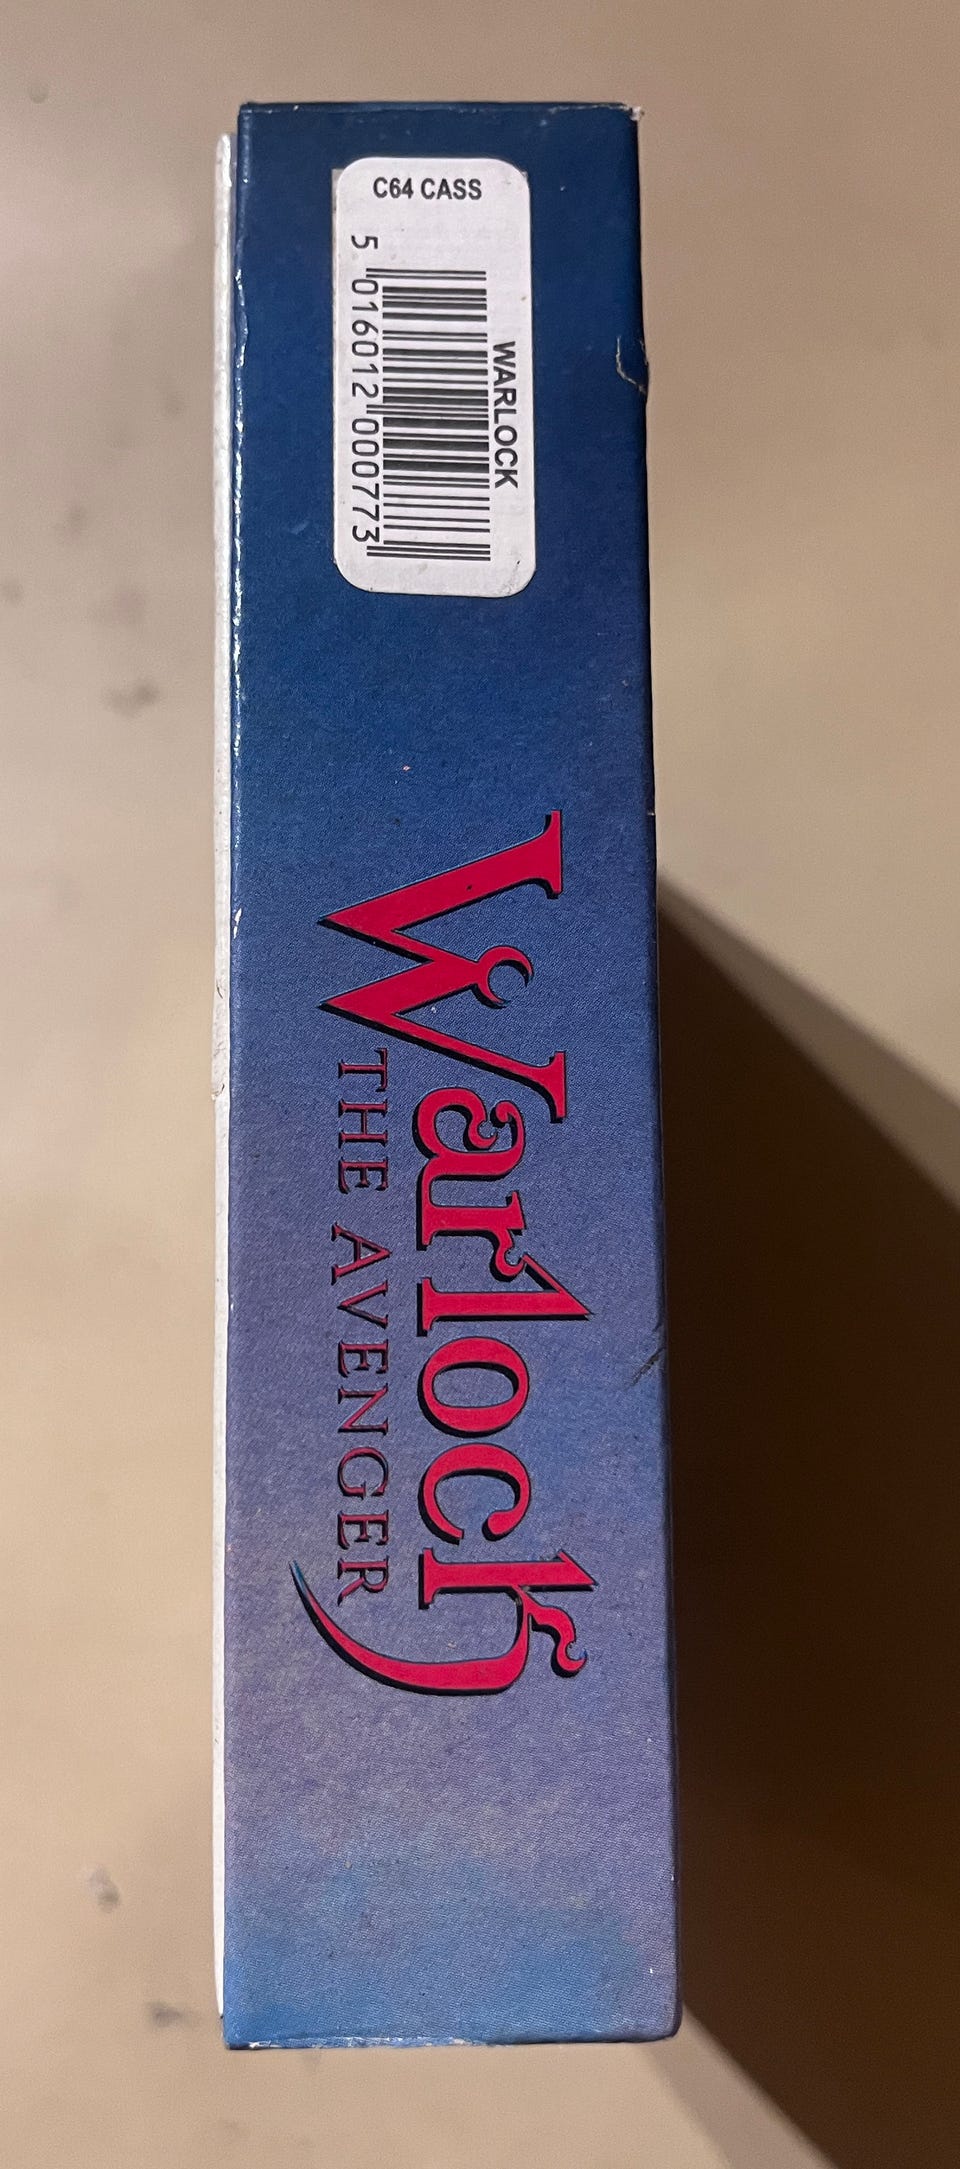 C64 CASS
WARLOCK
5 016012 000773
Warlock
THE AVENGER